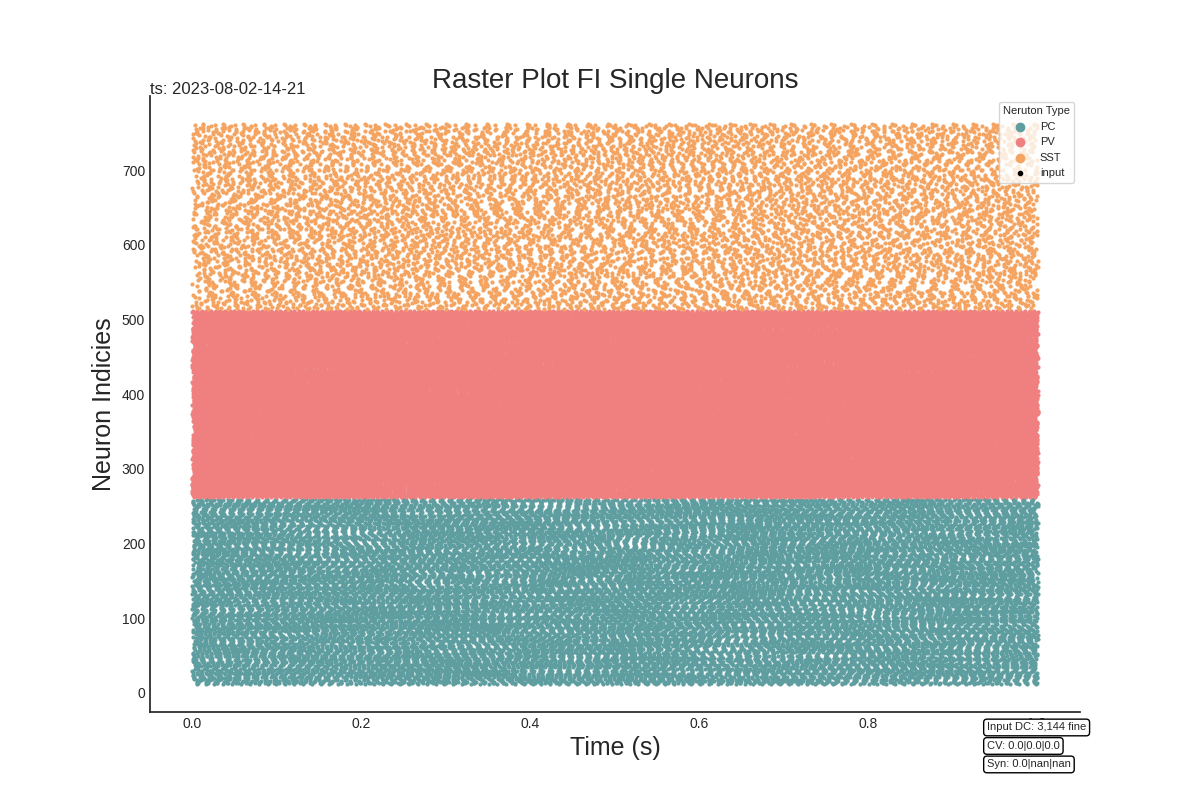 Raster Plot FI Single Neurons
ts: 2023-08-02-14-21
Neruton Type
PC
PV
SST
input
Neuron Indicies
700
600
500
400
300
200
100
0
0.0 0.2 0.4 0.6 0.8
Time (s)
Input DC: 3,144 fine
CV: 0.0|0.0|0.0
Syn: 0.0|nan|nan